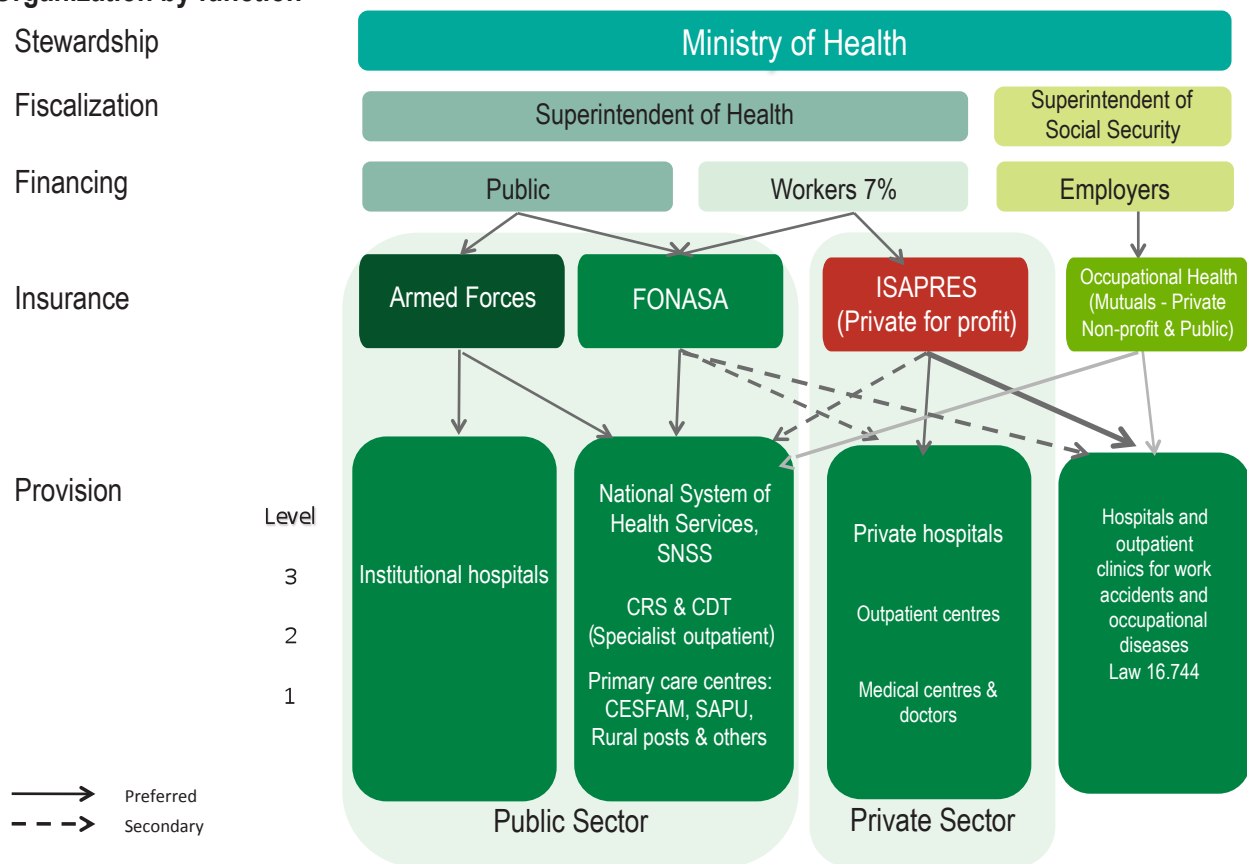 Organization by function
Stewardship
Ministry of Health
Fiscalization
Superintendent of Health
Superintendent of
Social Security
Financing
Public
Workers 7%
Employers
Insurance
Armed Forces
FONASA
ISAPRES
(Private for profit)
Occupational Health
(Mutuals - Private
Non-profit & Public)
Provision
Level
3
2
1
Institutional hospitals
National System of
Health Services,
SNSS
CRS & CDT
(Specialist outpatient)
Primary care centres:
CESFAM, SAPU,
Rural posts & others
Private hospitals
Outpatient centres
Medical centres &
doctors
Hospitals and
outpatient
clinics for work
accidents and
occupational
diseases
Law 16.744
Preferred
Secondary
Public Sector
Private Sector